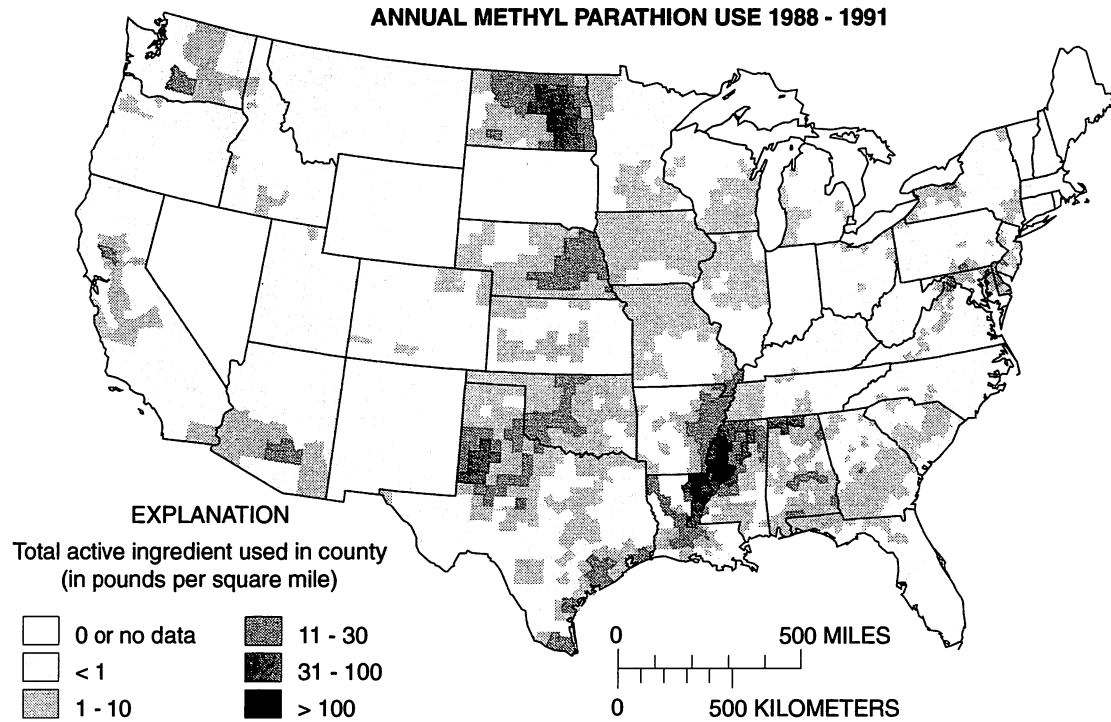 ANNUAL METHYL PARATHION USE 1988 - 1991
EXPLANATION
Total active ingredient used in county
(in pounds per square mile)
0 or no data
< 1
1 - 10
11 - 30
31 - 100
> 100
0 500 MILES
0 500 KILOMETERS